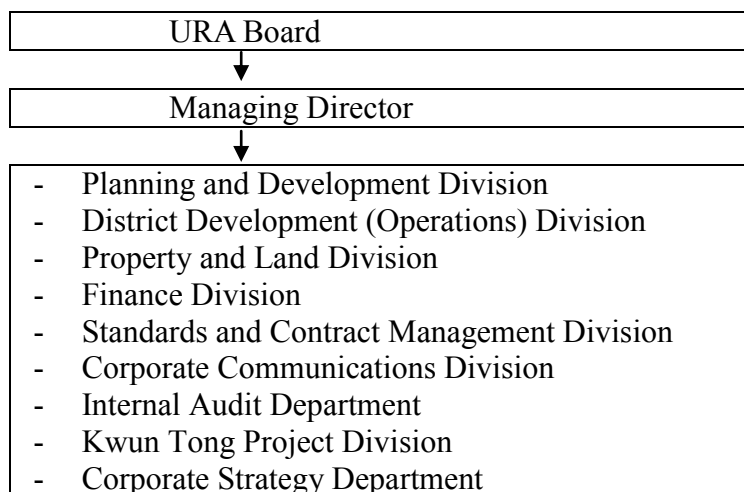 URA Board
Managing Director
- Planning and Development Division
- District Development (Operations) Division
- Property and Land Division
- Finance Division
- Standards and Contract Management Division
- Corporate Communications Division
- Internal Audit Department
- Kwun Tong Project Division
- Corporate Strategy Department